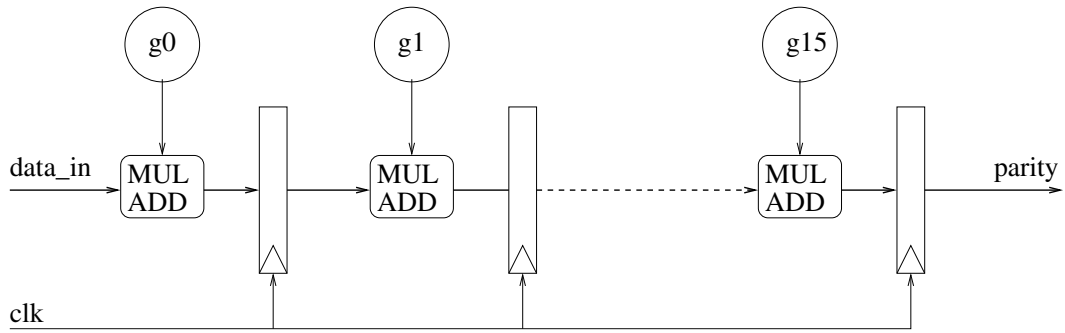 g0
g1
g15
data_in
MUL
ADD
MUL
ADD
MUL
ADD
parity
clk